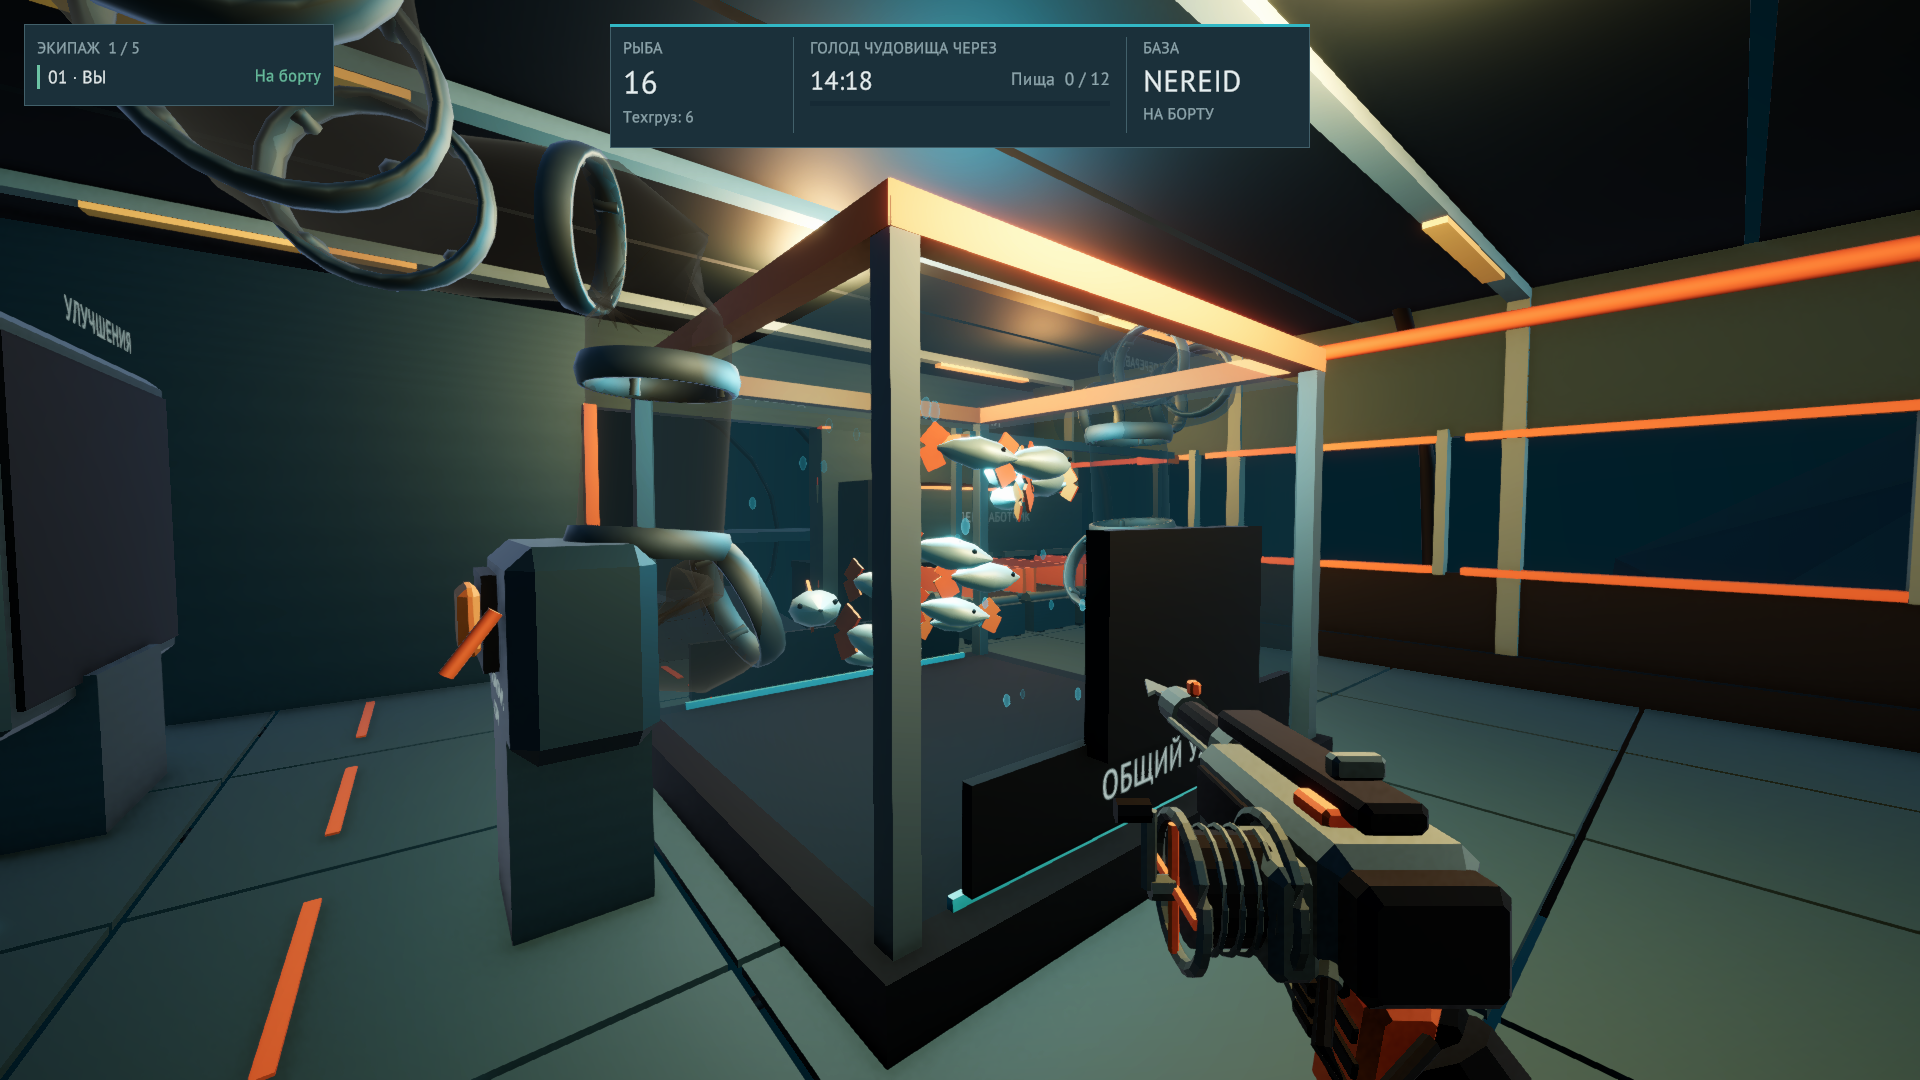 ЭКИПАЖ 1 / 5
01 · ВЫ
На борту
РЫБА
16
Техгруз: 6
ГОЛОД ЧУДОВИЩА ЧЕРЕЗ
14:18
Пища 0 / 12
БАЗА
NEREID
НА БОРТУ
УЛУЧШЕНИЯ
ОБЩИЙ